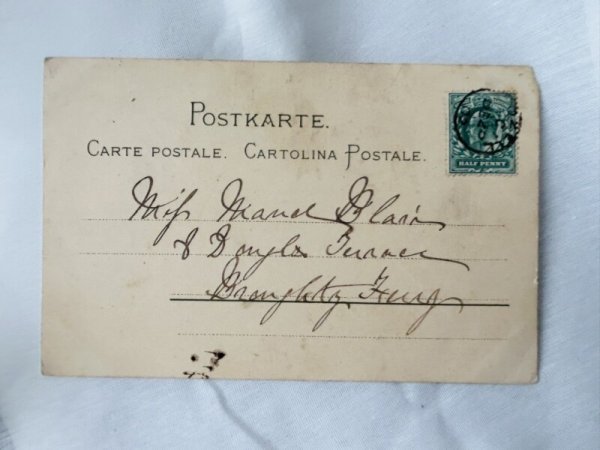 POSTKARTE.
CARTE POSTALE. CARTOLINA POSTALE.
HALF PENNY
Miss Maud Blair
8 Douglas Terrace
Broughty Ferry